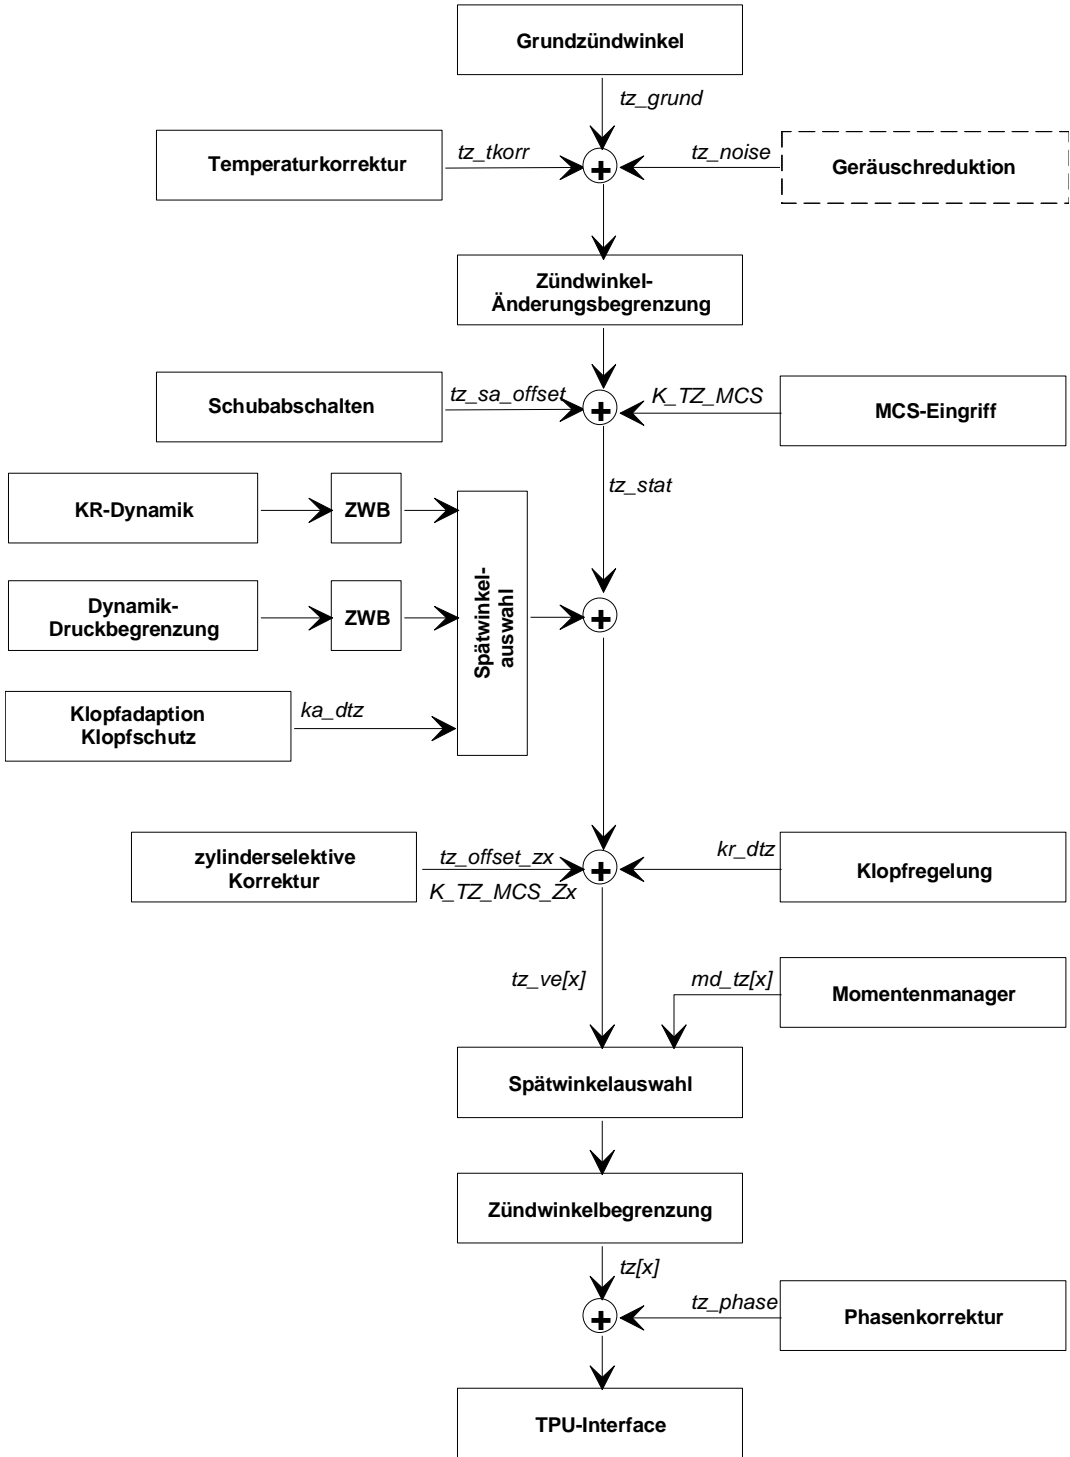 Grundzündwinkel
tz_grund
Temperaturkorrektur
tz_tkorr
+
tz_noise
Geräuschreduktion
Zündwinkel-
Änderungsbegrenzung
Schubabschalten
tz_sa_offset
+
K_TZ_MCS
MCS-Eingriff
tz_stat
KR-Dynamik
ZWB
Dynamik-
Druckbegrenzung
ZWB
Spätwinkel-
auswahl
+
Klopfadaption
Klopfschutz
ka_dtz
zylinderselektive
Korrektur
tz_offset_zx
K_TZ_MCS_Zx
+
kr_dtz
Klopfregelung
tz_ve[x]
md_tz[x]
Momentenmanager
Spätwinkelauswahl
Zündwinkelbegrenzung
tz[x]
+
tz_phase
Phasenkorrektur
TPU-Interface